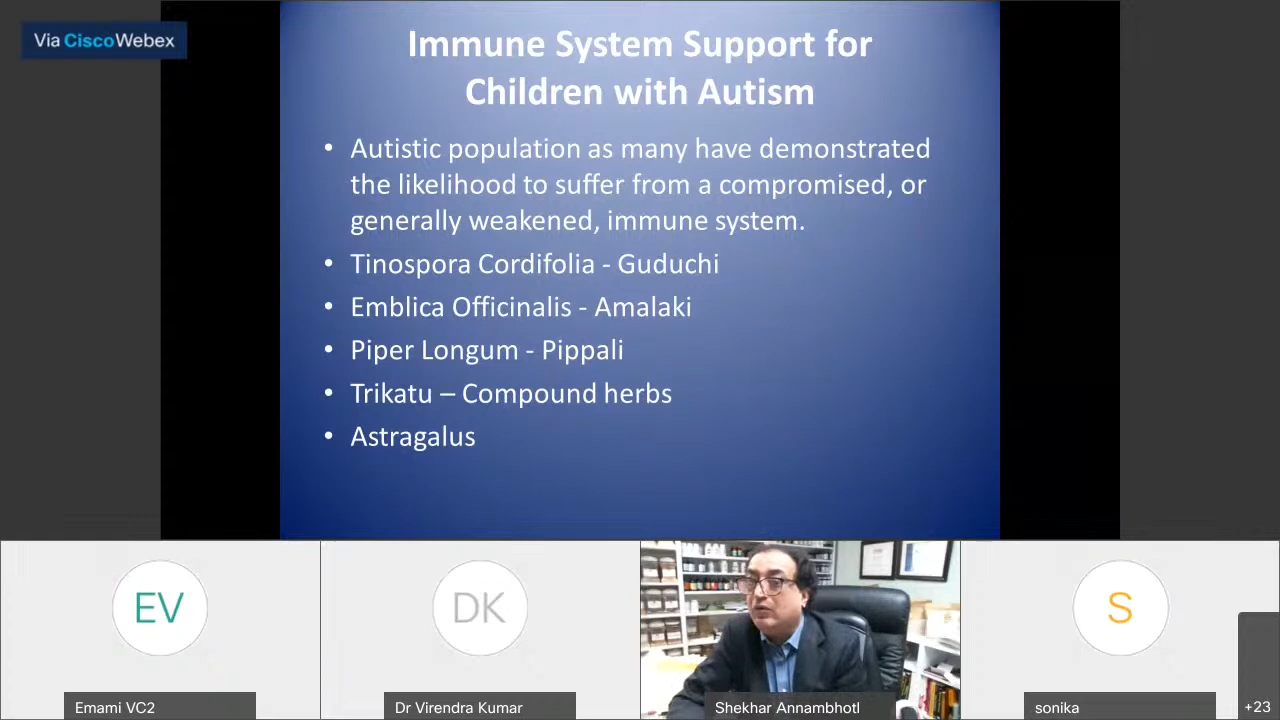 Via CiscoWebex
Immune System Support for
Children with Autism
• Autistic population as many have demonstrated
the likelihood to suffer from a compromised, or
generally weakened, immune system.
• Tinospora Cordifolia - Guduchi
• Emblica Officinalis - Amalaki
• Piper Longum - Pippali
• Trikatu – Compound herbs
• Astragalus
EV
DK
S
Emami VC2
Dr Virendra Kumar
Shekhar Annambhotl
sonika
+23